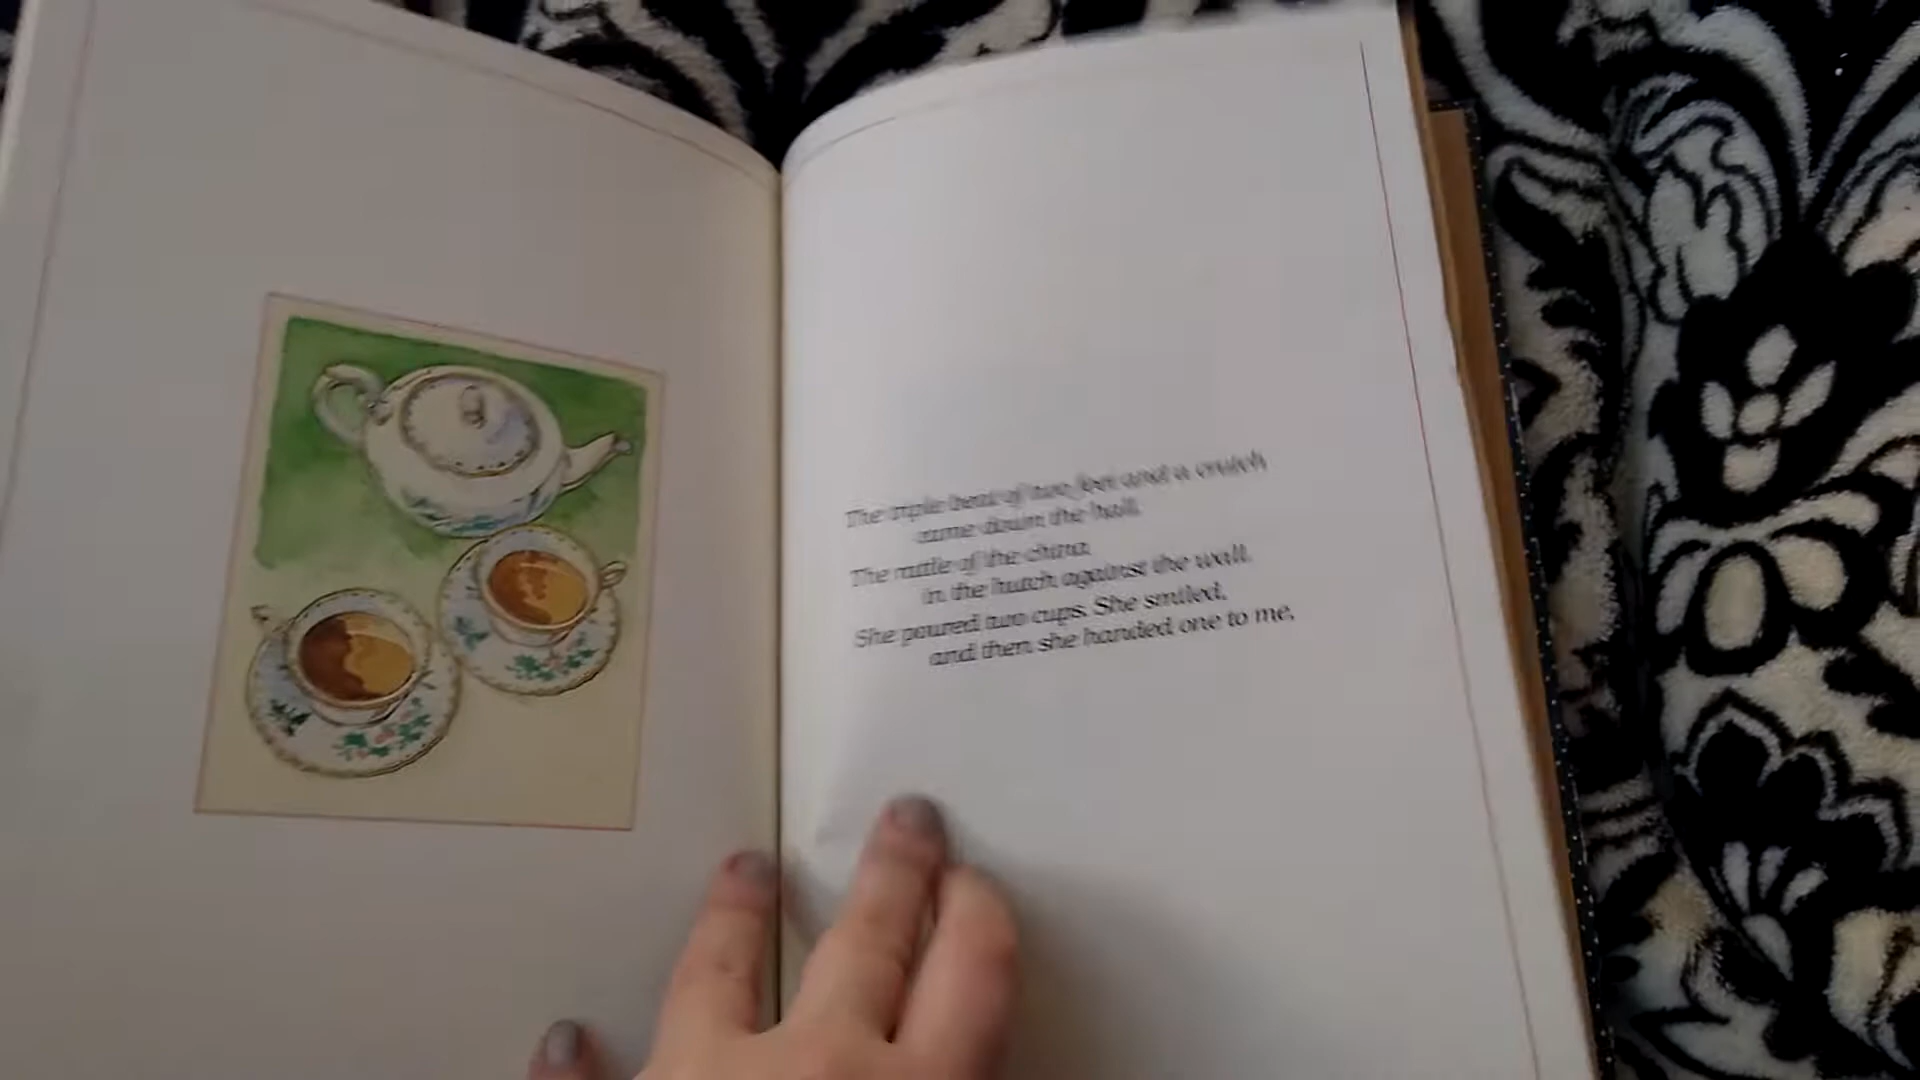 The triple beat of two feet and a crutch
came down the hall.
The rattle of the china
in the hutch against the wall.
She poured two cups. She smiled,
and then she handed one to me,